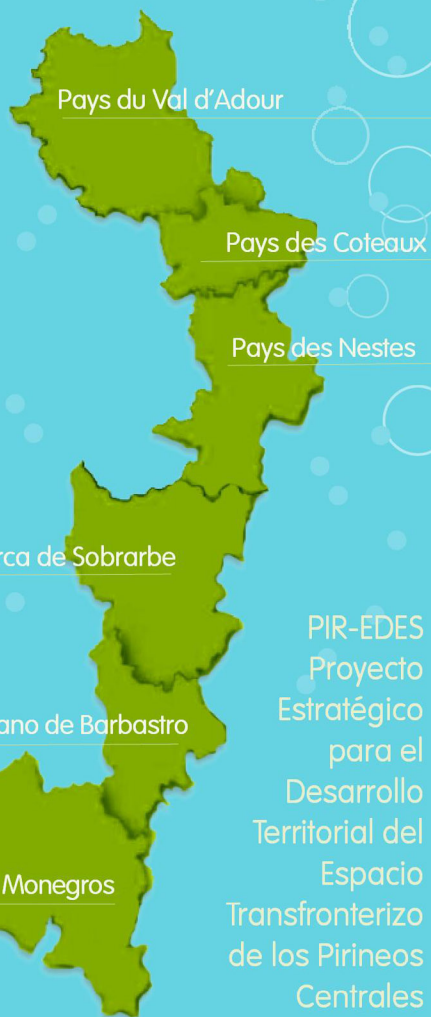 Pays du Val d'Adour
Pays des Coteaux
Pays des Nestes
rca de Sobrarbe
ano de Barbastro
Monegros
PIR-EDES
Proyecto
Estratégico
para el
Desarrollo
Territorial del
Espacio
Transfronterizo
de los Pirineos
Centrales